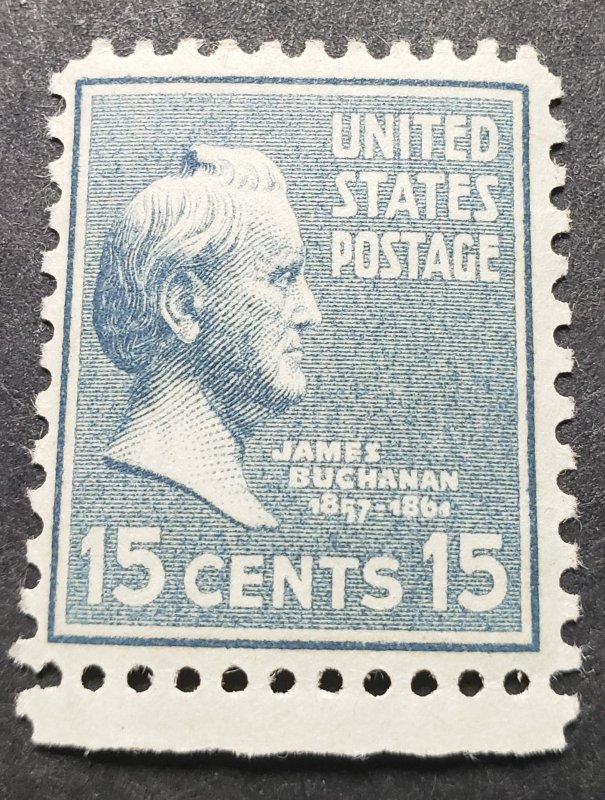 UNITED
STATES
POSTAGE
JAMES
BUCHANAN
1857-1861
15 CENTS 15